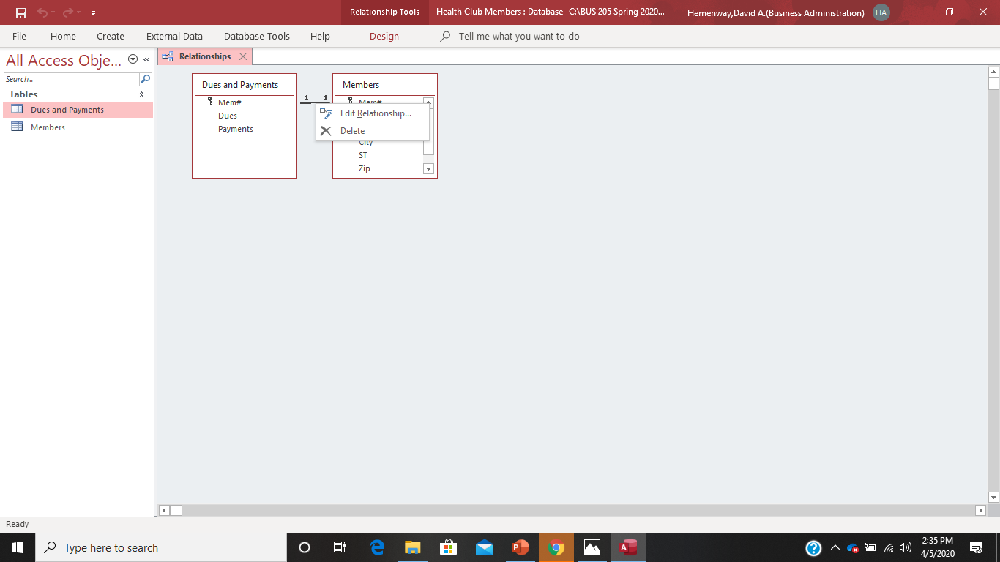 Relationship Tools
Health Club Members : Database- C:\BUS 205 Spring 2020...
Hemenway,David A.(Business Administration)
HA
File
Home
Create
External Data
Database Tools
Help
Design
Tell me what you want to do
All Access Obje...
«
Search...
Tables
Dues and Payments
Members
Relationships
Dues and Payments
Mem#
Dues
Payments
1
1
Members
Mem#
City
ST
Zip
Edit Relationship...
Delete
Ready
Type here to search
2:35 PM
4/5/2020